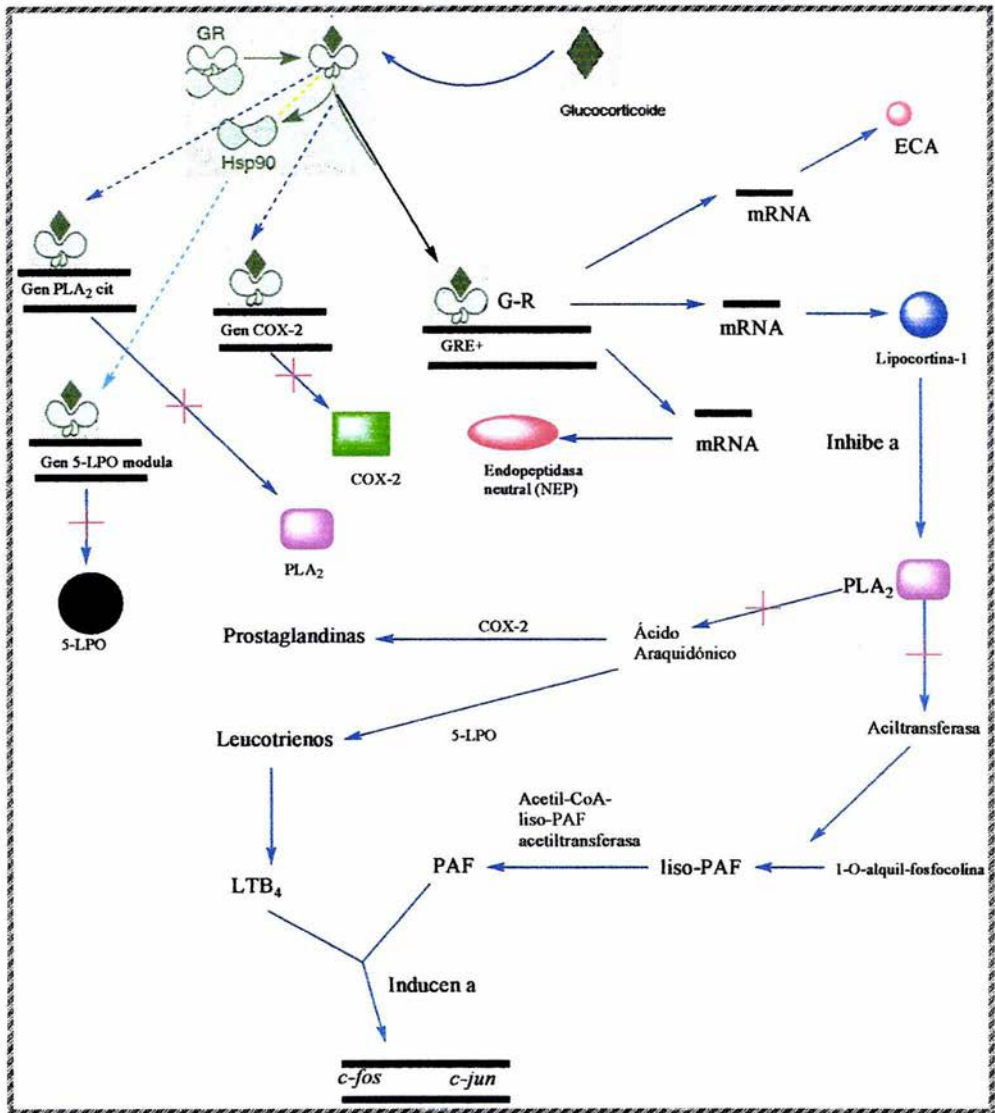 GR
Glucocorticoide
Hsp90
ECA
mRNA
Gen PLA₂ cit
Gen COX-2
G-R
GRE+
mRNA
Lipocortina-1
mRNA
Inhibe a
Gen 5-LPO modula
COX-2
Endopeptidasa
neutral (NEP)
PLA₂
5-LPO
PLA₂
Prostaglandinas
COX-2
Ácido
Araquidónico
Leucotrienos
5-LPO
Aciltransferasa
Acetil-CoA-
liso-PAF
acetiltransferasa
LTB₄
PAF
liso-PAF
1-O-alquil-fosfocolina
Inducen a
c-fos
c-jun